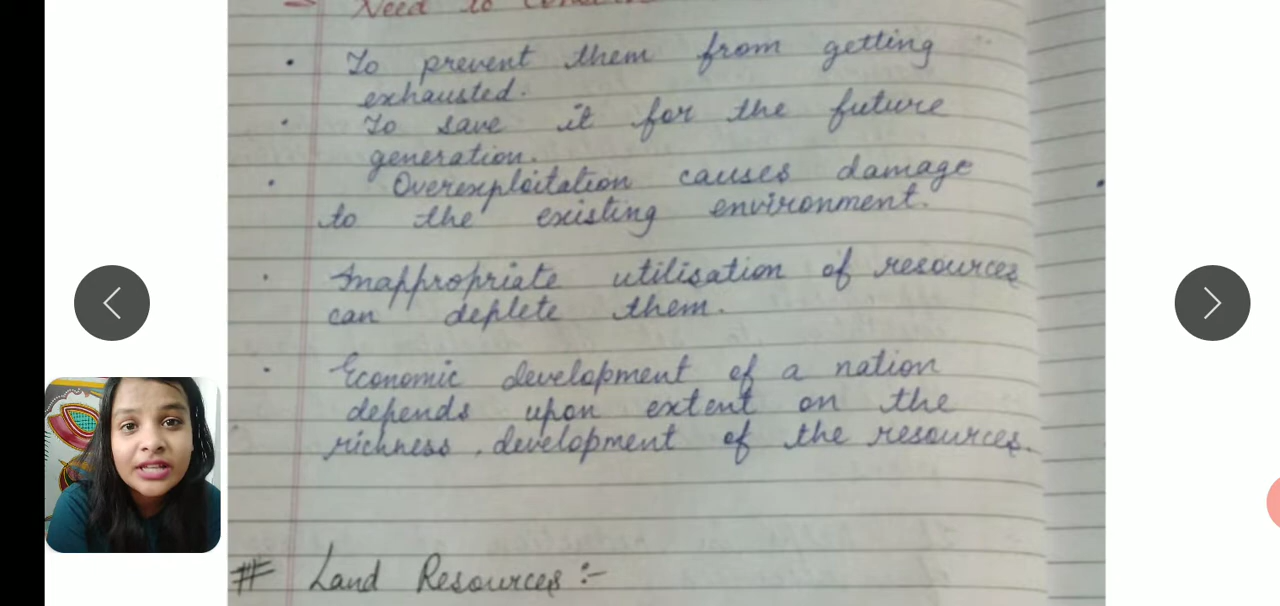 → Need to
• To prevent them from getting
exhausted.
• To save it for the future
generation.
• Overexploitation causes damage
to the existing environment.
• Inappropriate utilisation of resources
can deplete them.
• Economic development of a nation
depends upon extent on the
richness, development of the resources.
# Land Resources :-